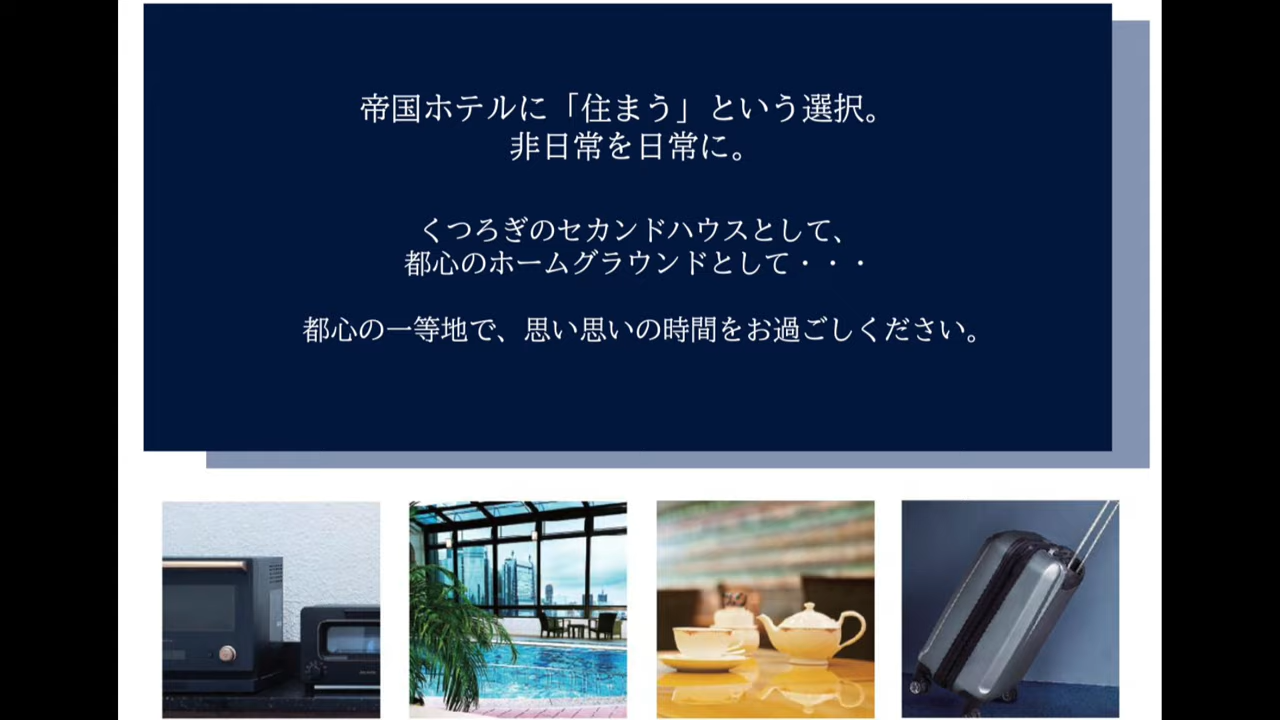 帝国ホテルに「住まう」という選択。
非日常を日常に。
くつろぎのセカンドハウスとして、
都心のホームグラウンドとして・・・
都心の一等地で、思い思いの時間をお過ごしください。